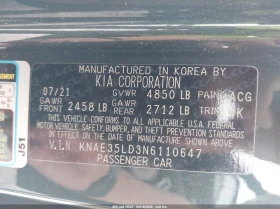 MANUFACTURED IN KOREA BY
KIA CORPORATION
07/21 GVWR 4850 LB PAINT ACG
GAWR GAWR
FRONT 2458 LB REAR 2712 LB TRIM WK
THIS VEHICLE CONFORMS TO ALL APPLICABLE
FEDERAL MOTOR VEHICLE SAFETY, BUMPER, AND
THEFT PREVENTION STANDARDS IN EFFECT ON
THE DATE OF MANUFACTURE SHOWN ABOVE.
V.I.N KNAE35LD3N6110647
PASSENGER CAR
J51